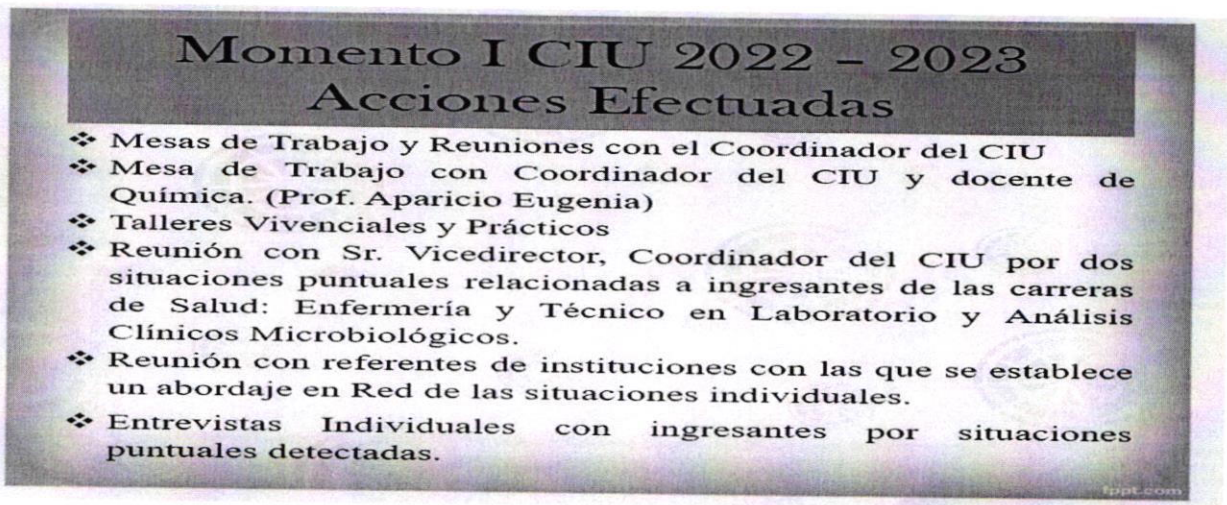 Momento I CIU 2022 – 2023
Acciones Efectuadas
❖ Mesas de Trabajo y Reuniones con el Coordinador del CIU
❖ Mesa de Trabajo con Coordinador del CIU y docente de
Química. (Prof. Aparicio Eugenia)
❖ Talleres Vivenciales y Prácticos
❖ Reunión con Sr. Vicedirector, Coordinador del CIU por dos
situaciones puntuales relacionadas a ingresantes de las carreras
de Salud: Enfermería y Técnico en Laboratorio y Análisis
Clínicos Microbiológicos.
❖ Reunión con referentes de instituciones con las que se establece
un abordaje en Red de las situaciones individuales.
❖ Entrevistas Individuales con ingresantes por situaciones
puntuales detectadas.
fppt.com